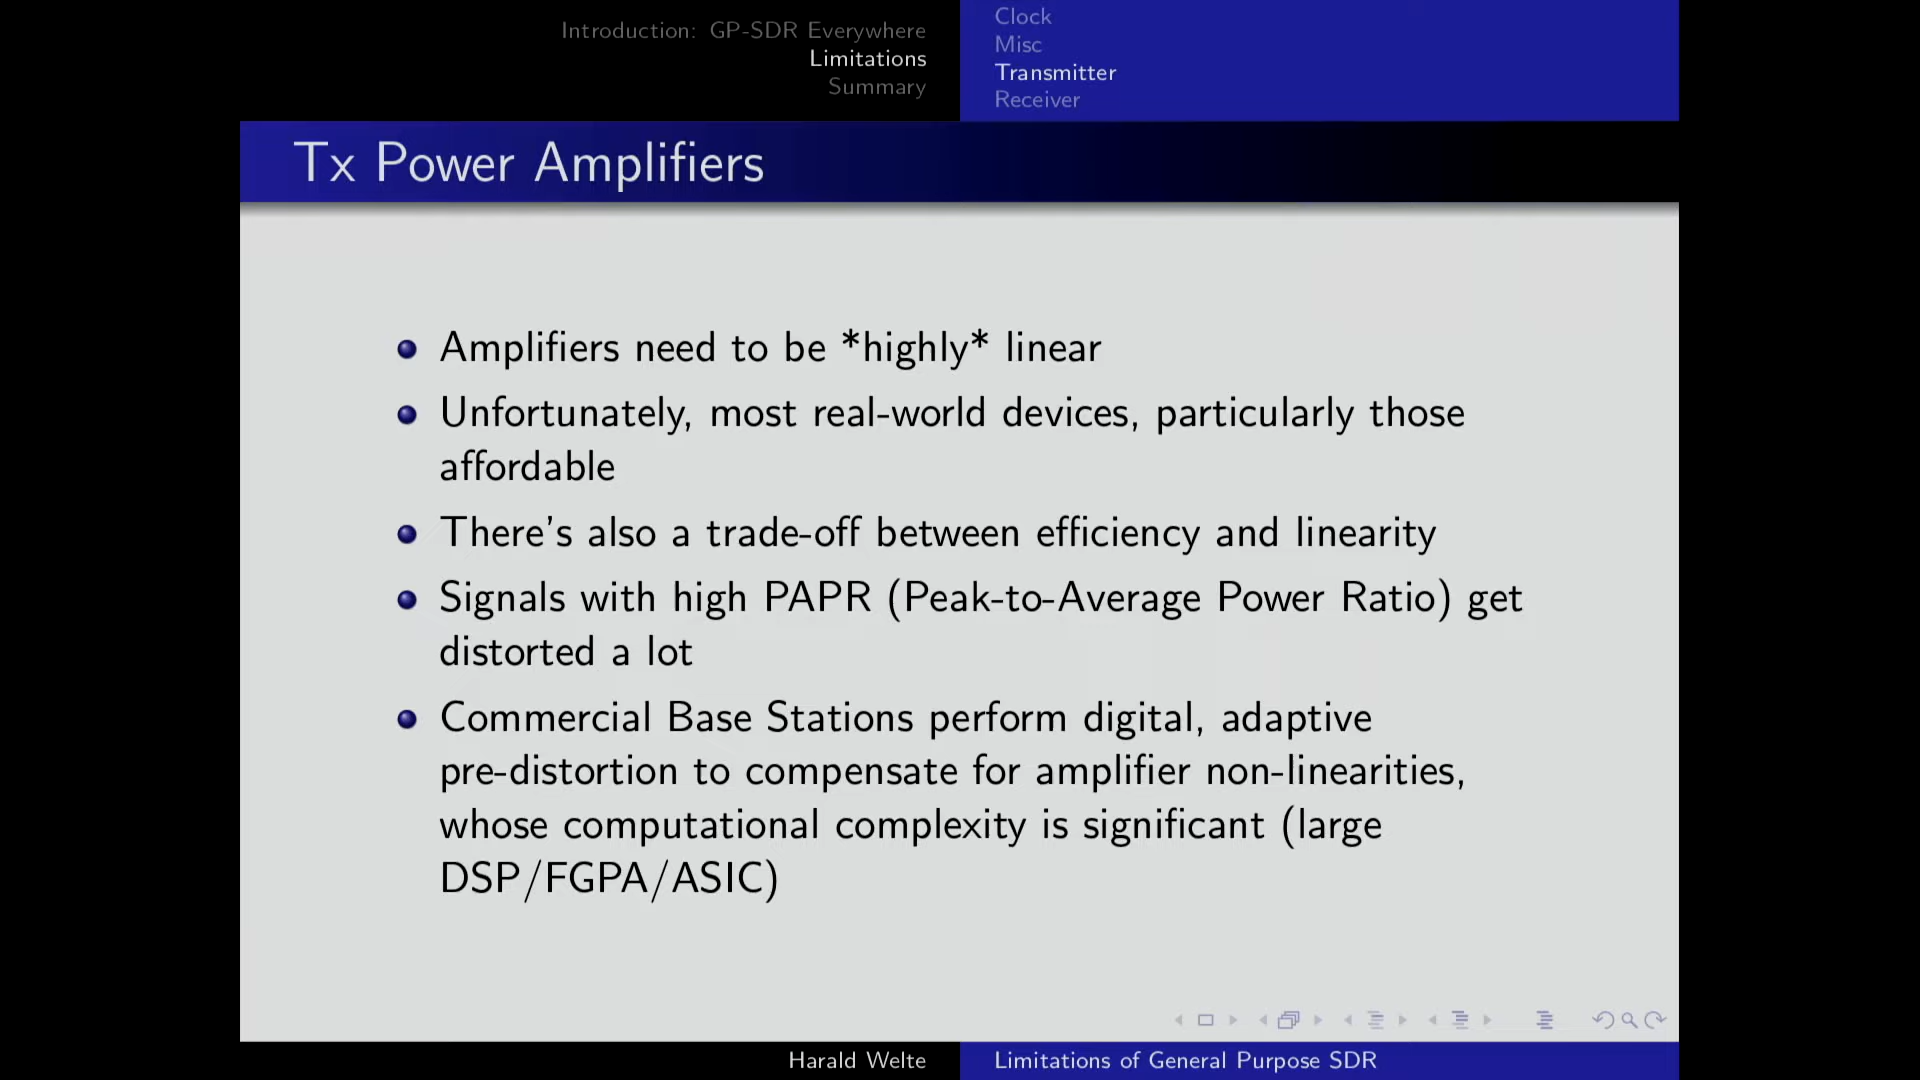 Introduction: GP-SDR Everywhere
Limitations
Summary
Clock
Misc
Transmitter
Receiver
Tx Power Amplifiers
Amplifiers need to be *highly* linear
Unfortunately, most real-world devices, particularly those
affordable
There's also a trade-off between efficiency and linearity
Signals with high PAPR (Peak-to-Average Power Ratio) get
distorted a lot
Commercial Base Stations perform digital, adaptive
pre-distortion to compensate for amplifier non-linearities,
whose computational complexity is significant (large
DSP/FGPA/ASIC)
Harald Welte
Limitations of General Purpose SDR